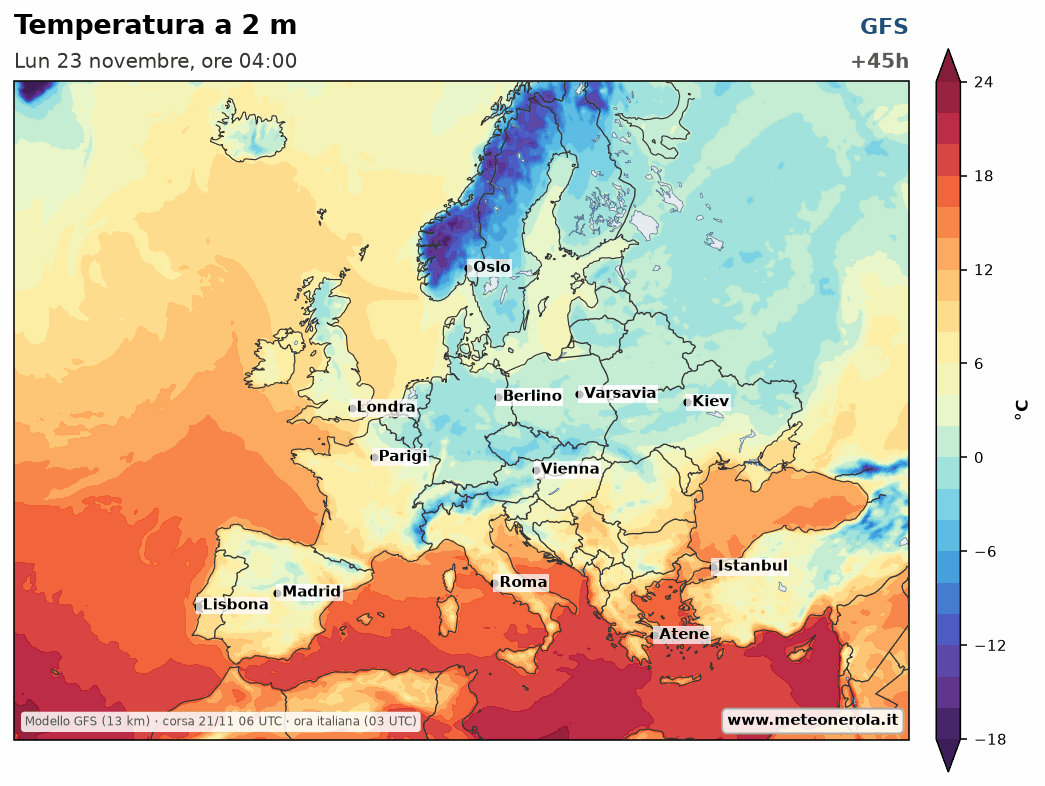 Temperatura a 2 m
GFS
Lun 23 novembre, ore 04:00
+45h
24
18
12
6
0
−6
−12
−18
°C
Oslo
Londra
Berlino
Varsavia
Kiev
Parigi
Vienna
Istanbul
Roma
Madrid
Lisbona
Atene
Modello GFS (13 km) · corsa 21/11 06 UTC · ora italiana (03 UTC)
www.meteonerola.it